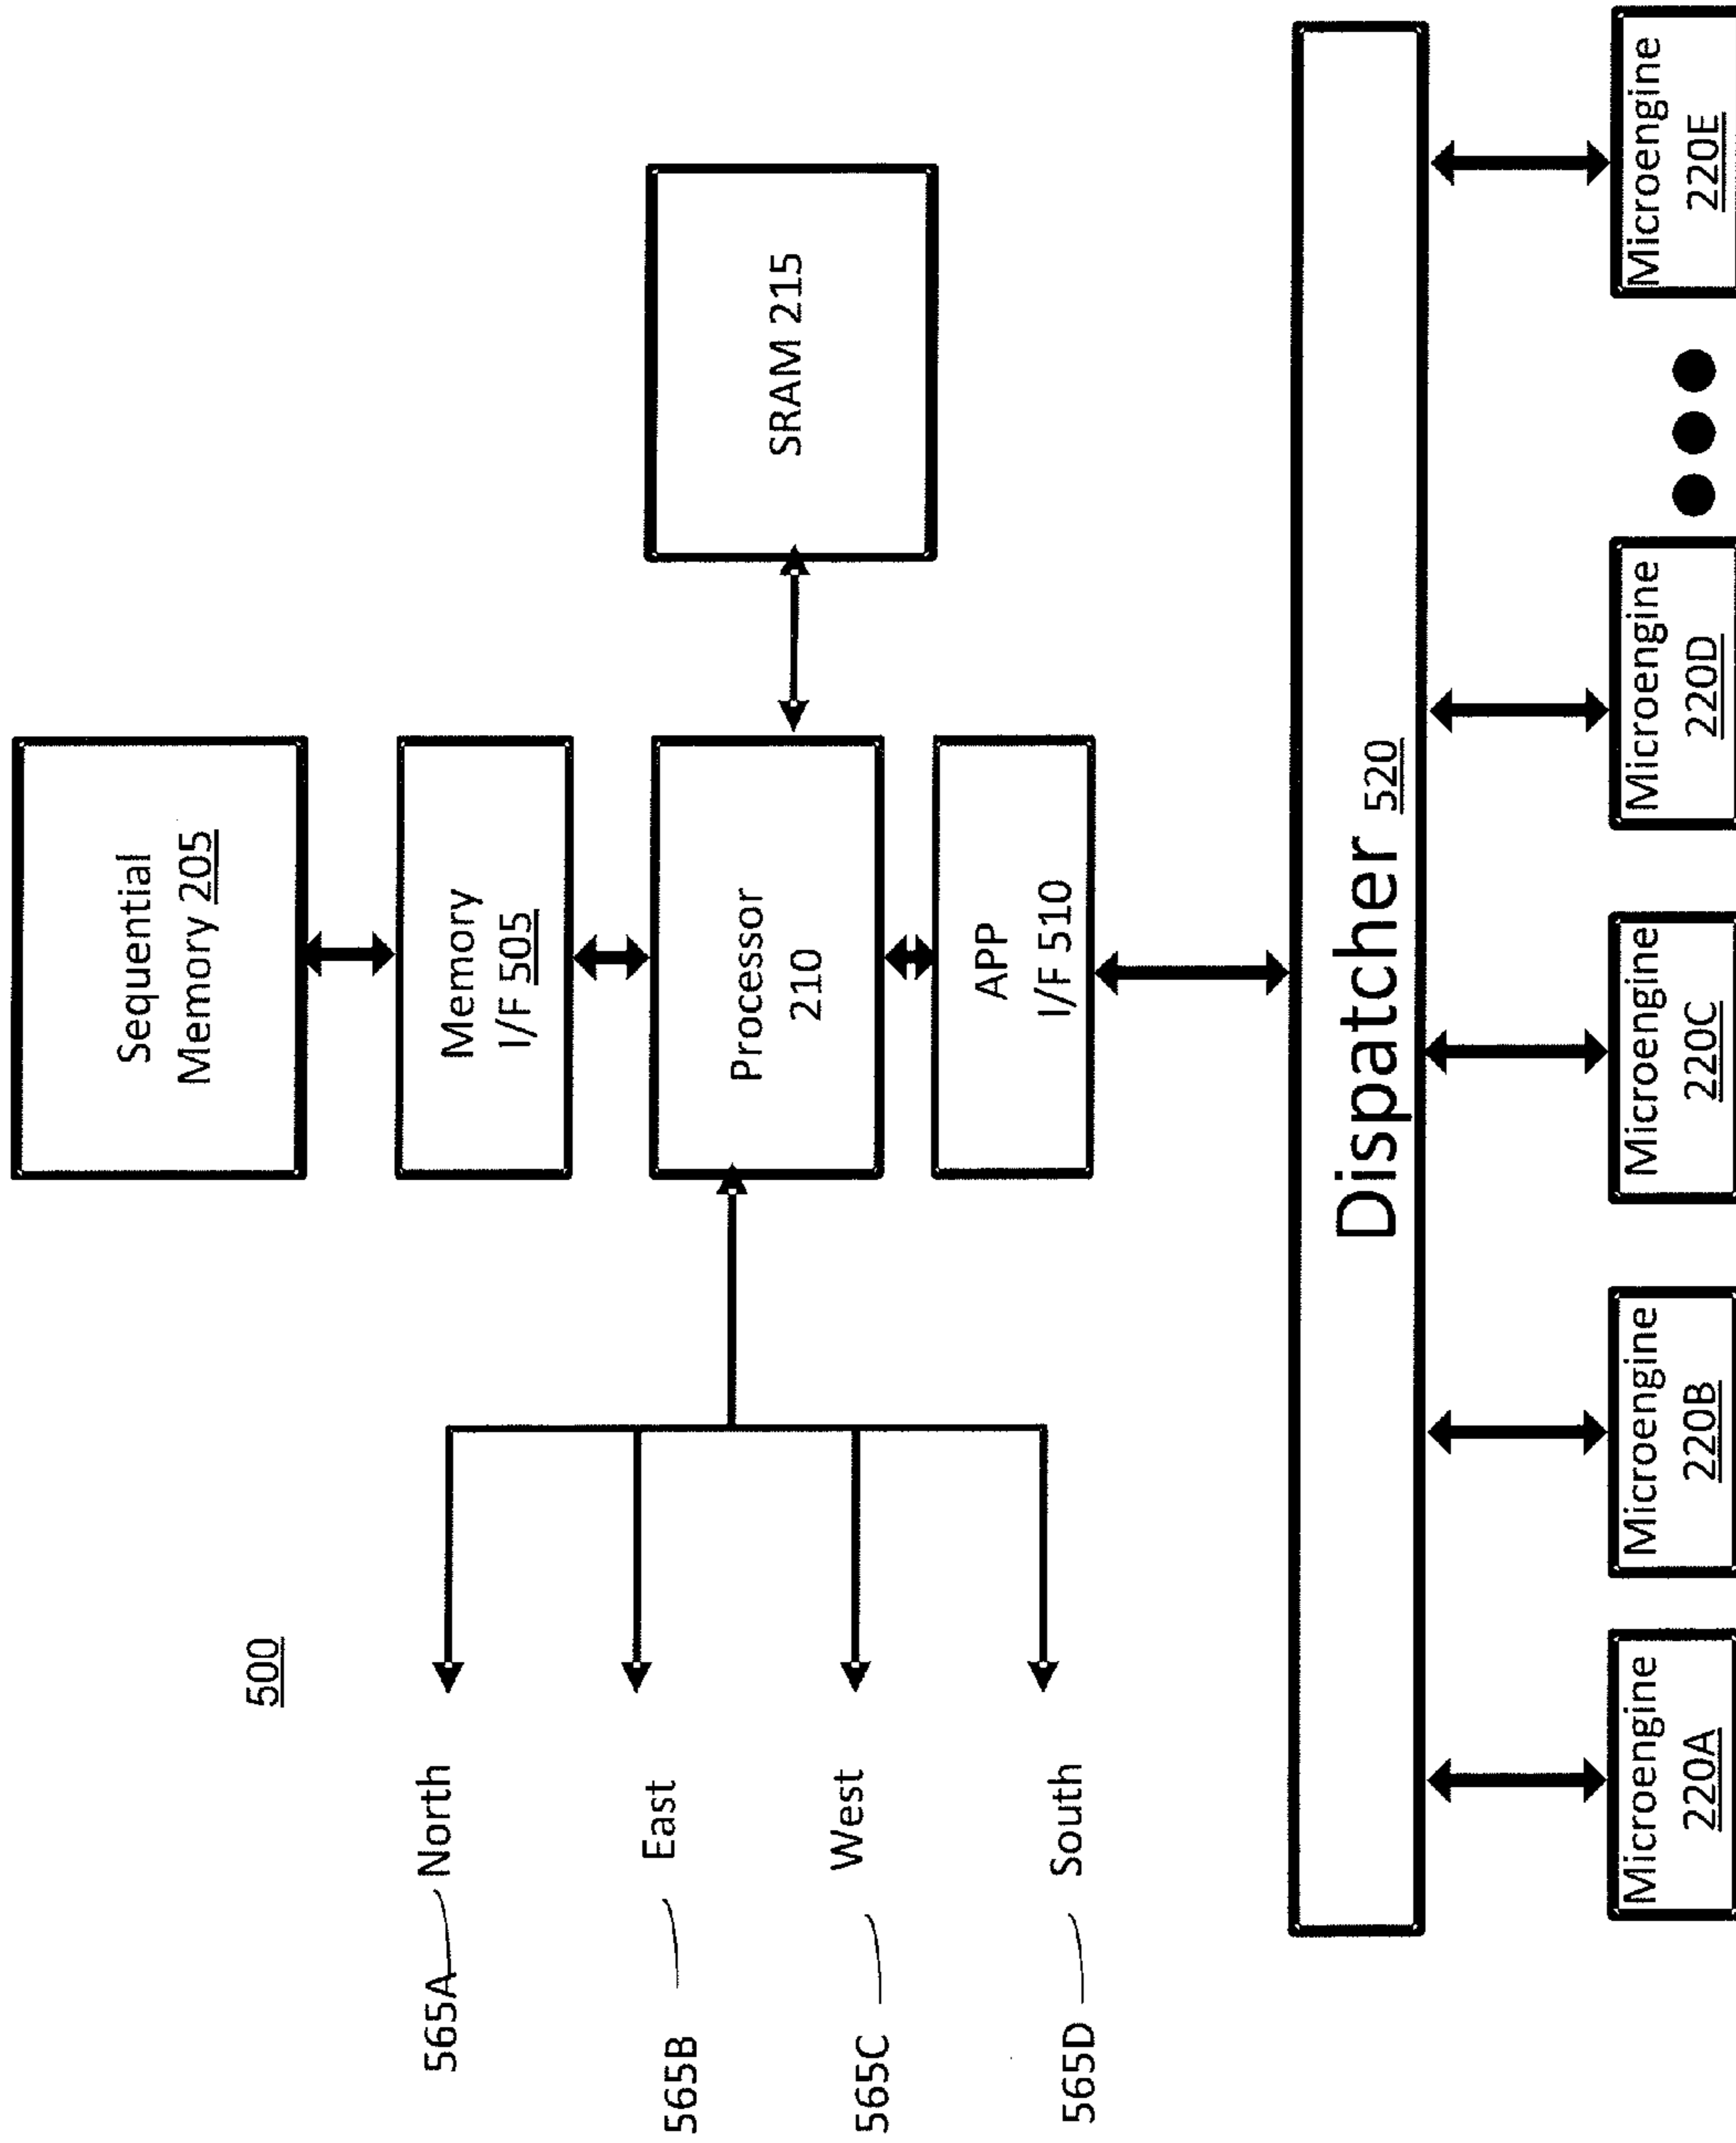 500
Sequential
Memory 205
Memory
I/F 505
Processor
210
APP
I/F 510
SRAM 215
565A
North
565B
East
565C
West
565D
South
Dispatcher 520
Microengine
220A
Microengine
220B
Microengine
220C
Microengine
220D
Microengine
220E